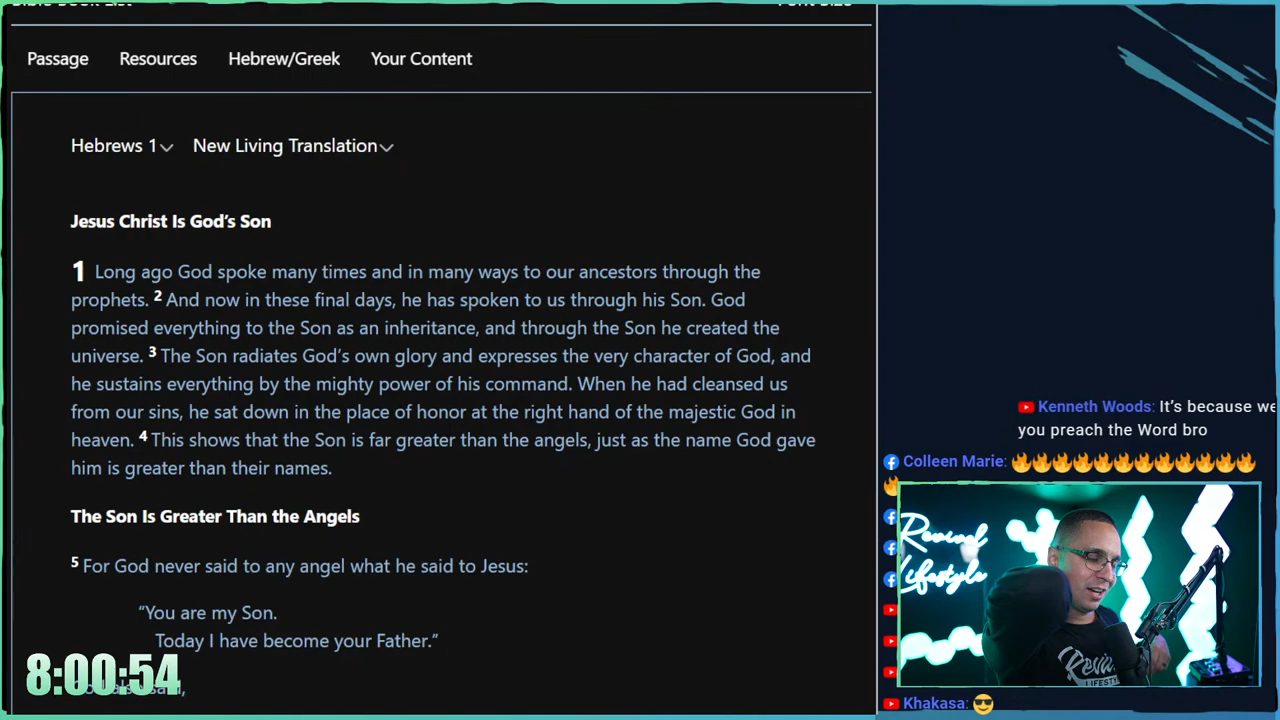 Passage
Resources
Hebrew/Greek
Your Content
Hebrews 1
New Living Translation
Jesus Christ Is God's Son
1 Long ago God spoke many times and in many ways to our ancestors through the
prophets. 2 And now in these final days, he has spoken to us through his Son. God
promised everything to the Son as an inheritance, and through the Son he created the
universe. 3 The Son radiates God's own glory and expresses the very character of God, and
he sustains everything by the mighty power of his command. When he had cleansed us
from our sins, he sat down in the place of honor at the right hand of the majestic God in
heaven. 4 This shows that the Son is far greater than the angels, just as the name God gave
him is greater than their names.
The Son Is Greater Than the Angels
5 For God never said to any angel what he said to Jesus:
“You are my Son.
Today I have become your Father.”
8:00:54
Kenneth Woods: It's because we
you preach the Word bro
Colleen Marie: 🔥🔥🔥🔥🔥🔥🔥🔥🔥🔥🔥🔥
🔥
Revival
Lifestyle
Revival
LIFESTYLE
Khakasa: 😎